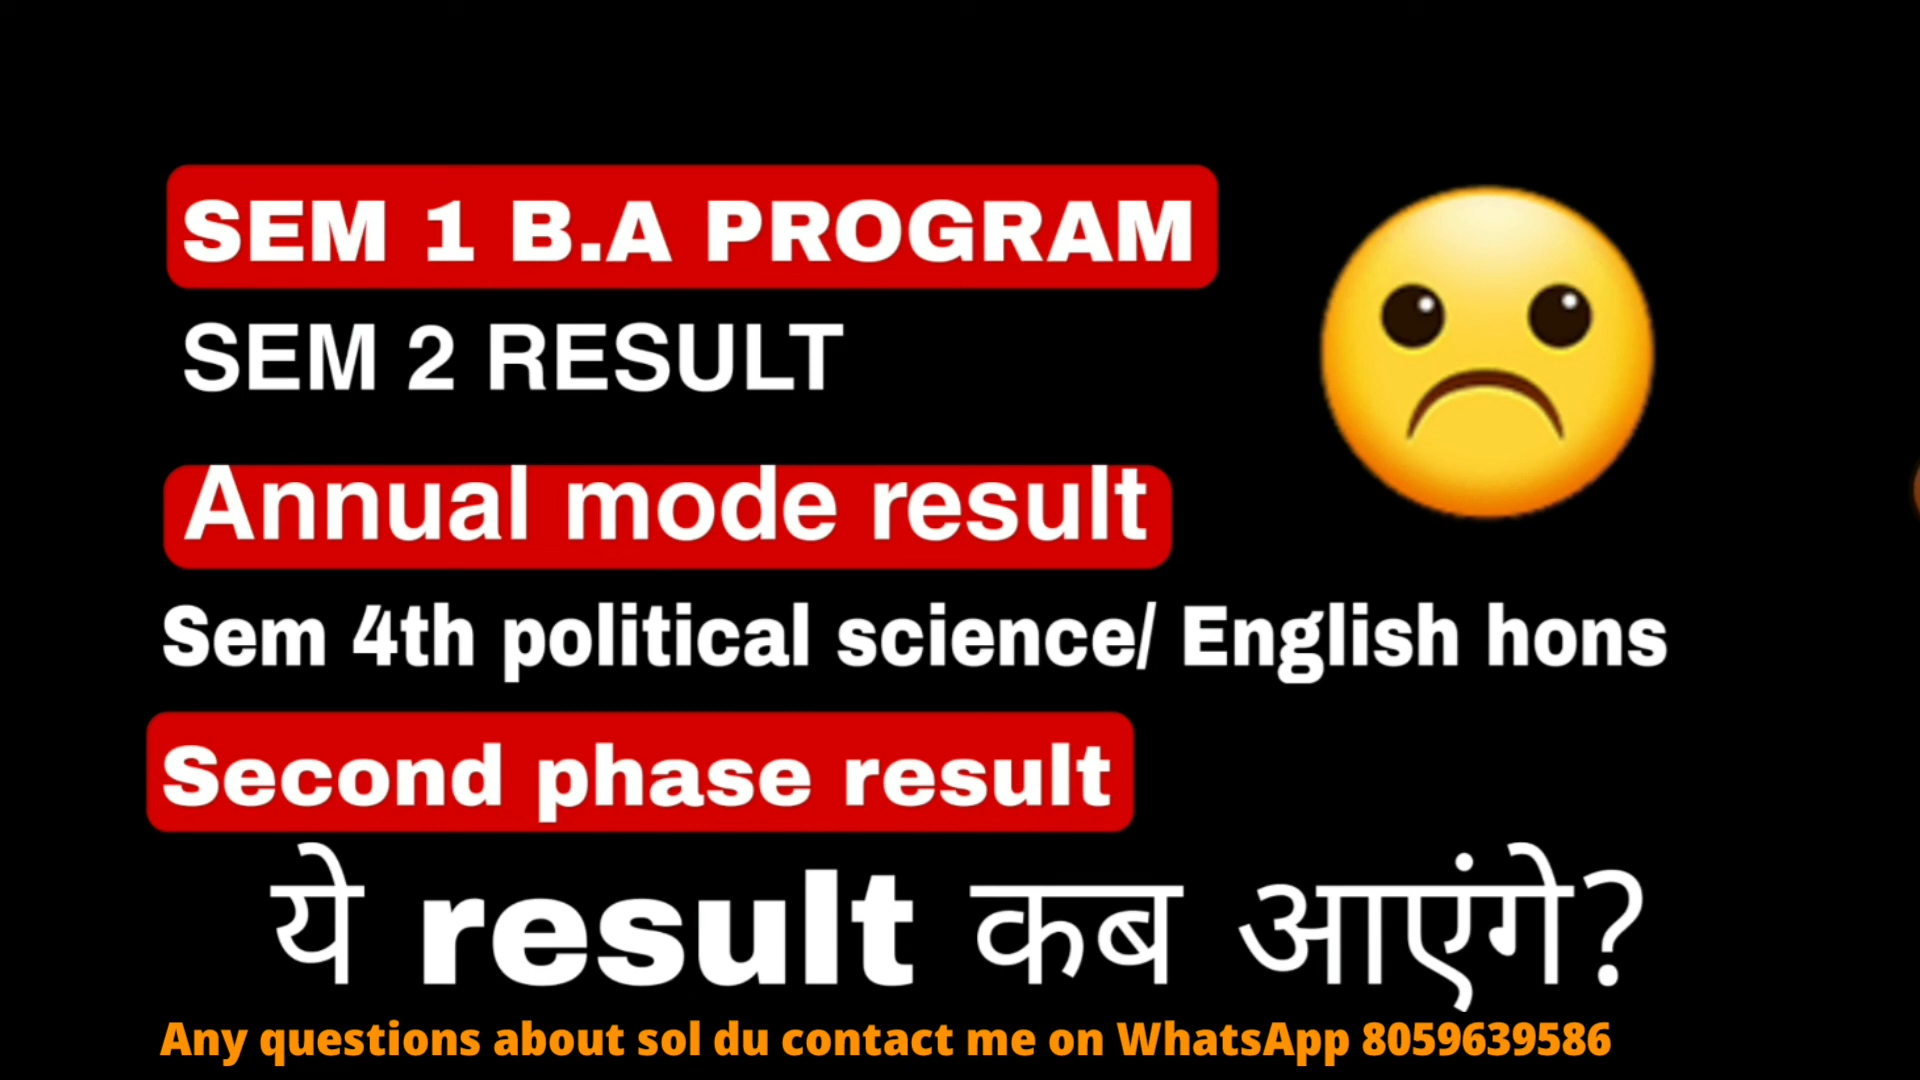 SEM 1 B.A PROGRAM
SEM 2 RESULT
Annual mode result
Sem 4th political science/ English hons
Second phase result
ये result कब आएंगे?
Any questions about sol du contact me on WhatsApp 8059639586